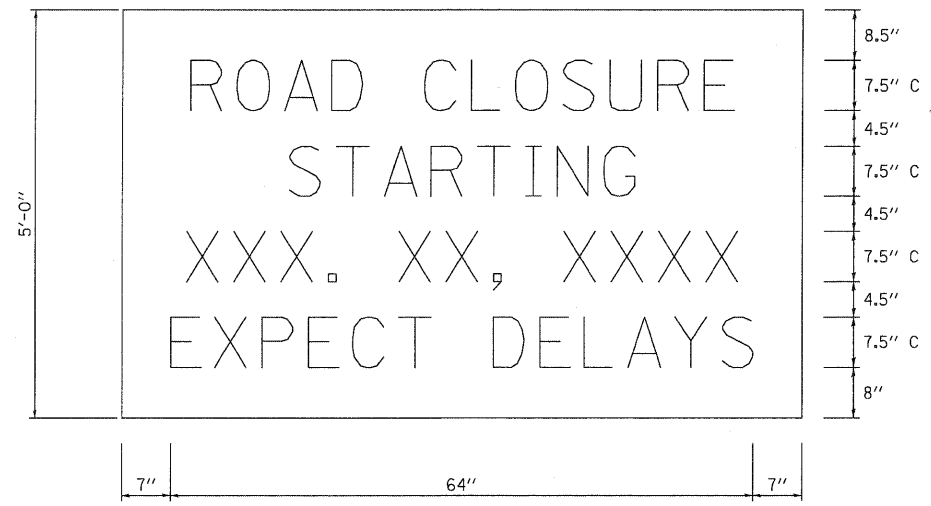 ROAD CLOSURE
STARTING
XXX. XX, XXXX
EXPECT DELAYS
5'-0"
8.5"
7.5" C
4.5"
7.5" C
4.5"
7.5" C
4.5"
7.5" C
8"
7"
64"
7"